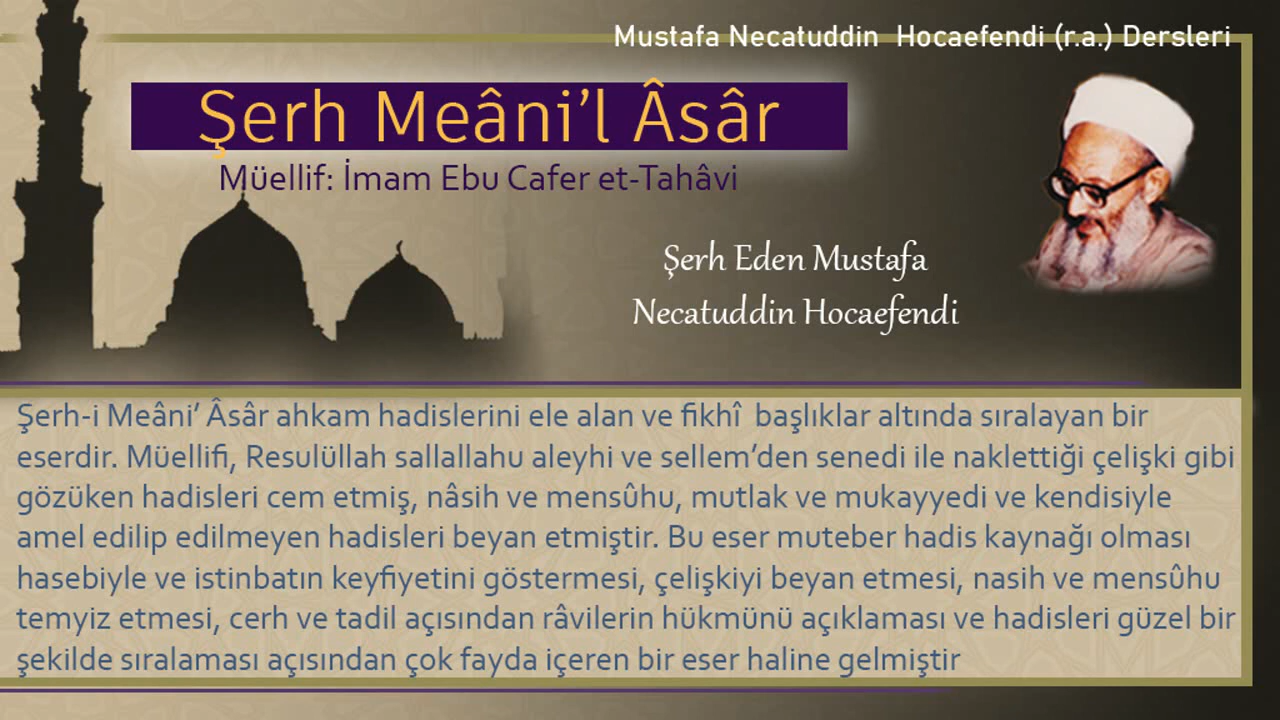 Mustafa Necatuddin Hocaefendi (r.a.) Dersleri
Şerh Meâni’l Âsâr
Müellif: İmam Ebu Cafer et-Tahâvi
Şerh Eden Mustafa
Necatuddin Hocaefendi
Şerh-i Meâni’ Âsâr ahkam hadislerini ele alan ve fikhî başlıklar altında sıralayan bir
eserdir. Müellifi, Resulüllah sallallahu aleyhi ve sellem’den senedi ile naklettiği çelişki gibi
gözüken hadisleri cem etmiş, nâsih ve mensûhu, mutlak ve mukayyedi ve kendisiyle
amel edilip edilmeyen hadisleri beyan etmiştir. Bu eser muteber hadis kaynağı olması
hasebiyle ve istinbatın keyfiyetini göstermesi, çelişkiyi beyan etmesi, nasih ve mensûhu
temyiz etmesi, cerh ve tadil açısından râvilerin hükmünü açıklaması ve hadisleri güzel bir
şekilde sıralaması açısından çok fayda içeren bir eser haline gelmiştir